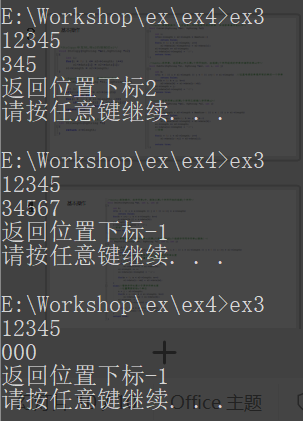 E:\Workshop\ex\ex4>ex3
12345
345
返回位置下标2
请按任意键继续. . .
E:\Workshop\ex\ex4>ex3
12345
34567
返回位置下标-1
请按任意键继续. . .
E:\Workshop\ex\ex4>ex3
12345
000
返回位置下标-1
请按任意键继续. . .
Office 主题